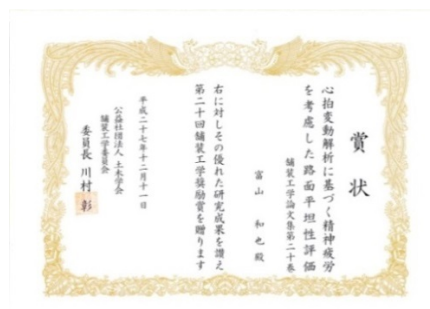 賞状
心拍変動解析に基づく精神疲労
を考慮した路面平坦性評価
舗装工学論文集第二十巻
富山 和也 殿
右に対しその優れた研究成果を讃え
第二十回舗装工学奨励賞を贈ります
平成二十七年十二月十一日
公益社団法人 土木学会
舗装工学委員会
委員長 川村 彰